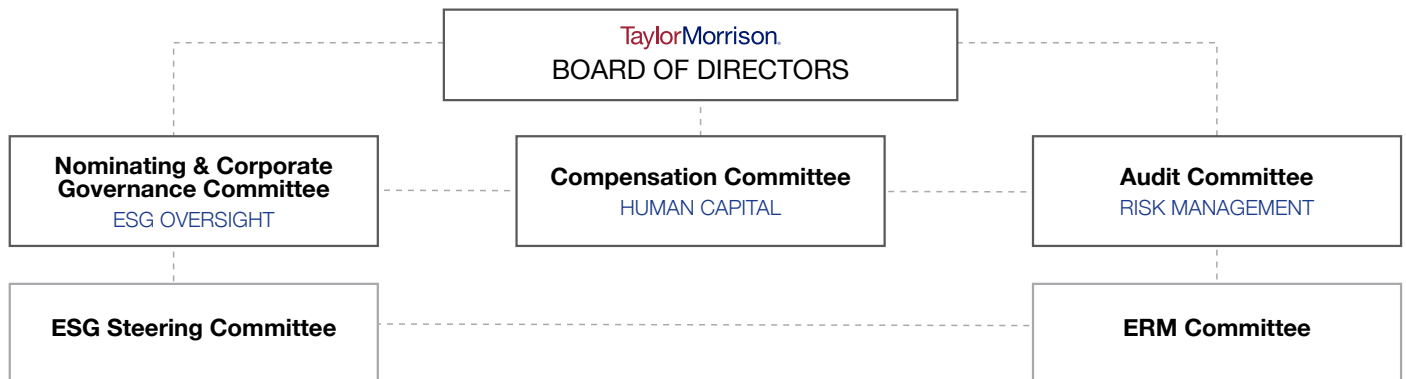 TaylorMorrison.
BOARD OF DIRECTORS
Nominating & Corporate
Governance Committee
ESG OVERSIGHT
Compensation Committee
HUMAN CAPITAL
Audit Committee
RISK MANAGEMENT
ESG Steering Committee
ERM Committee